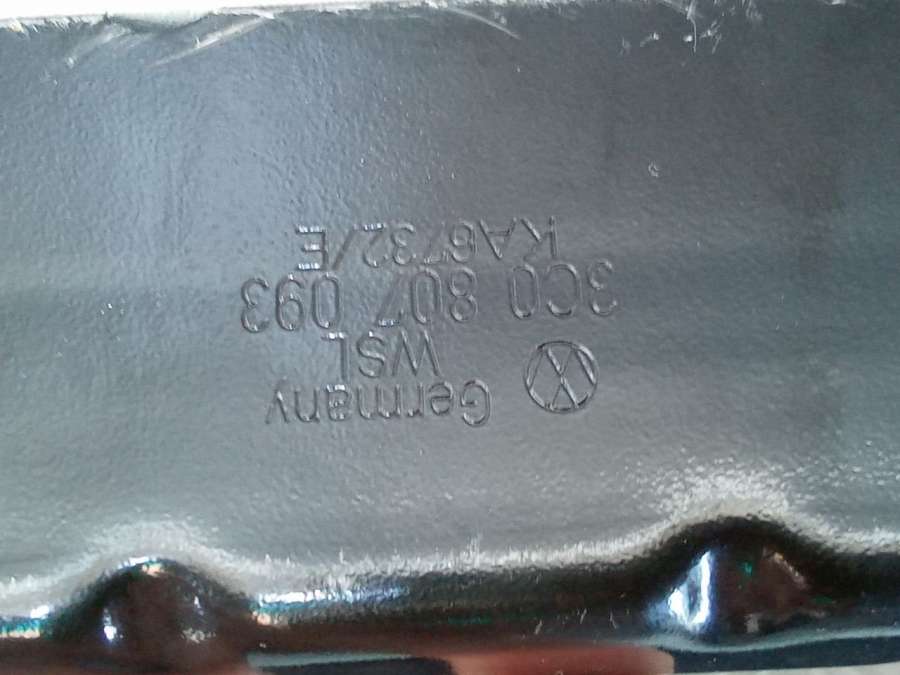 Germany
WSL
3C0 807 093
KA6732/E